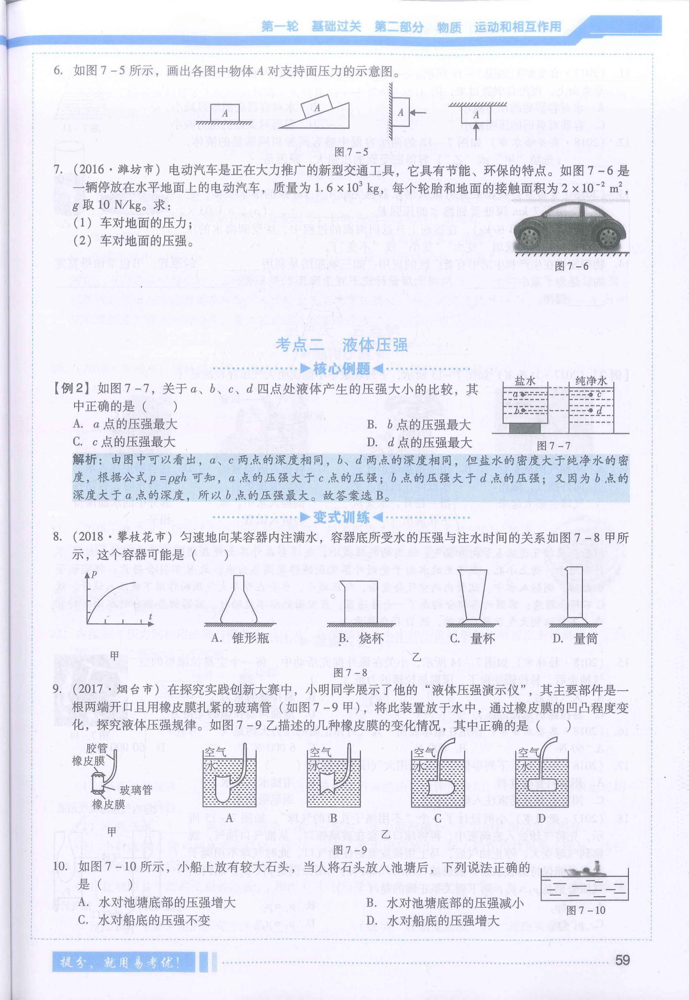 第一轮 基础过关 第二部分 物质 运动和相互作用
6. 如图7-5所示，画出各图中物体A对支持面压力的示意图。
A
A
A
A
图7-5
7. （2016·潍坊市）电动汽车是正在大力推广的新型交通工具，它具有节能、环保的特点。如图7-6是
一辆停放在水平地面上的电动汽车，质量为1.6×10³ kg，每个轮胎和地面的接触面积为2×10⁻² m²，
g取10 N/kg。求：
（1）车对地面的压力；
（2）车对地面的压强。
图7-6
考点二 液体压强
核心例题
【例2】如图7-7，关于a、b、c、d四点处液体产生的压强大小的比较，其
中正确的是（ ）
A. a点的压强最大 B. b点的压强最大
C. c点的压强最大 D. d点的压强最大
盐水 纯净水
a c
b d
图7-7
解析：由图中可以看出，a、c两点的深度相同，b、d两点的深度相同，但盐水的密度大于纯净水的密
度，根据公式p=ρgh可知，a点的压强大于c点的压强；b点的压强大于d点的压强；又因为b点的
深度大于a点的深度，所以b点的压强最大。故答案选B。
变式训练
8. （2018·攀枝花市）匀速地向某容器内注满水，容器底所受水的压强与注水时间的关系如图7-8甲所
示，这个容器可能是（ ）
p
t
A. 锥形瓶 B. 烧杯 C. 量杯 D. 量筒
甲 乙
图7-8
9. （2017·烟台市）在探究实践创新大赛中，小明同学展示了他的“液体压强演示仪”，其主要部件是一
根两端开口且用橡皮膜扎紧的玻璃管（如图7-9甲），将此装置放于水中，通过橡皮膜的凹凸程度变
化，探究液体压强规律。如图7-9乙描述的几种橡皮膜的变化情况，其中正确的是（ ）
胶管
橡皮膜
玻璃管
橡皮膜
空气 空气 空气 空气
水 水 水 水
A B C D
甲 乙
图7-9
10. 如图7-10所示，小船上放有较大石头，当人将石头放入池塘后，下列说法正确的
是（ ）
A. 水对池塘底部的压强增大 B. 水对池塘底部的压强减小
C. 水对船底的压强不变 D. 水对船底的压强增大
图7-10
提分，就用易考优！
59